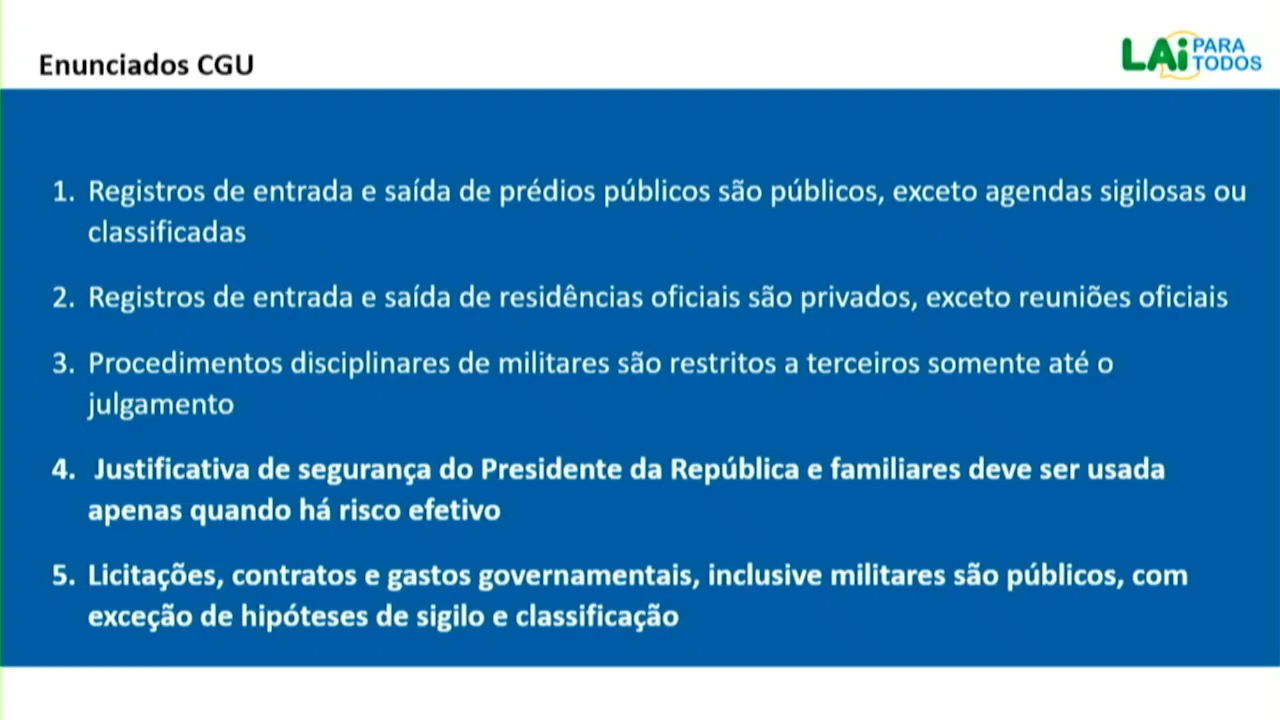 Enunciados CGU
LAi PARA TODOS
1. Registros de entrada e saída de prédios públicos são públicos, exceto agendas sigilosas ou
classificadas
2. Registros de entrada e saída de residências oficiais são privados, exceto reuniões oficiais
3. Procedimentos disciplinares de militares são restritos a terceiros somente até o
julgamento
4. Justificativa de segurança do Presidente da República e familiares deve ser usada
apenas quando há risco efetivo
5. Licitações, contratos e gastos governamentais, inclusive militares são públicos, com
exceção de hipóteses de sigilo e classificação